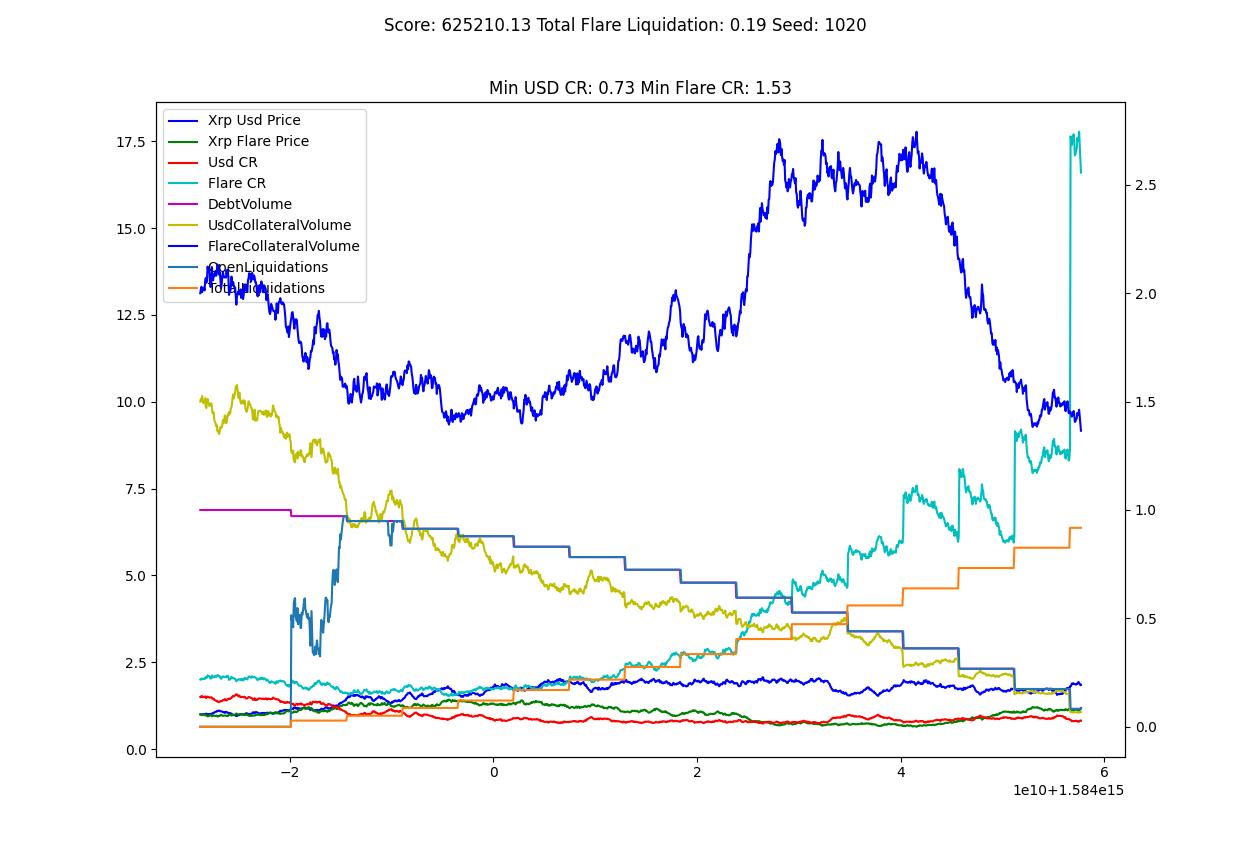 Score: 625210.13 Total Flare Liquidation: 0.19 Seed: 1020
Min USD CR: 0.73 Min Flare CR: 1.53
Xrp Usd Price
Xrp Flare Price
Usd CR
Flare CR
DebtVolume
UsdCollateralVolume
FlareCollateralVolume
OpenLiquidations
TotalLiquidations
17.5
15.0
12.5
10.0
7.5
5.0
2.5
0.0
2.5
2.0
1.5
1.0
0.5
0.0
−2
0
2
4
6
1e10+1.584e15